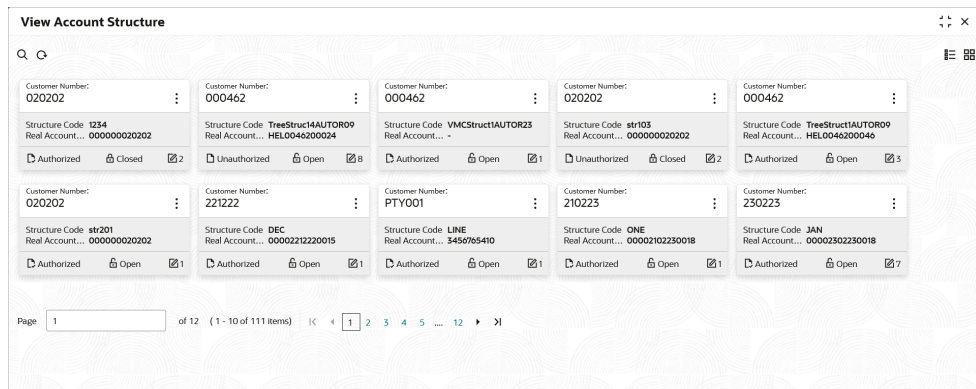 View Account Structure
Customer Number:
020202
Structure Code 1234
Real Account... 000000020202
Authorized Closed 2
Customer Number:
000462
Structure Code TreeStruc14AUTOR09
Real Account... HEL0046200024
Unauthorized Open 8
Customer Number:
000462
Structure Code VMCStruct1AUTOR23
Real Account... -
Authorized Open 1
Customer Number:
020202
Structure Code str103
Real Account... 000000020202
Unauthorized Closed 2
Customer Number:
000462
Structure Code TreeStruct1AUTOR09
Real Account... HEL0046200046
Authorized Open 3
Customer Number:
020202
Structure Code str201
Real Account... 000000020202
Authorized Open 1
Customer Number:
221222
Structure Code DEC
Real Account... 00002212220015
Authorized Open 1
Customer Number:
PTY001
Structure Code LINE
Real Account... 3456765410
Authorized Open 1
Customer Number:
210223
Structure Code ONE
Real Account... 00002102230018
Authorized Open 1
Customer Number:
230223
Structure Code JAN
Real Account... 00002302230018
Authorized Open 7
Page 1 of 12 ( 1 - 10 of 111 items) 1 2 3 4 5 .... 12